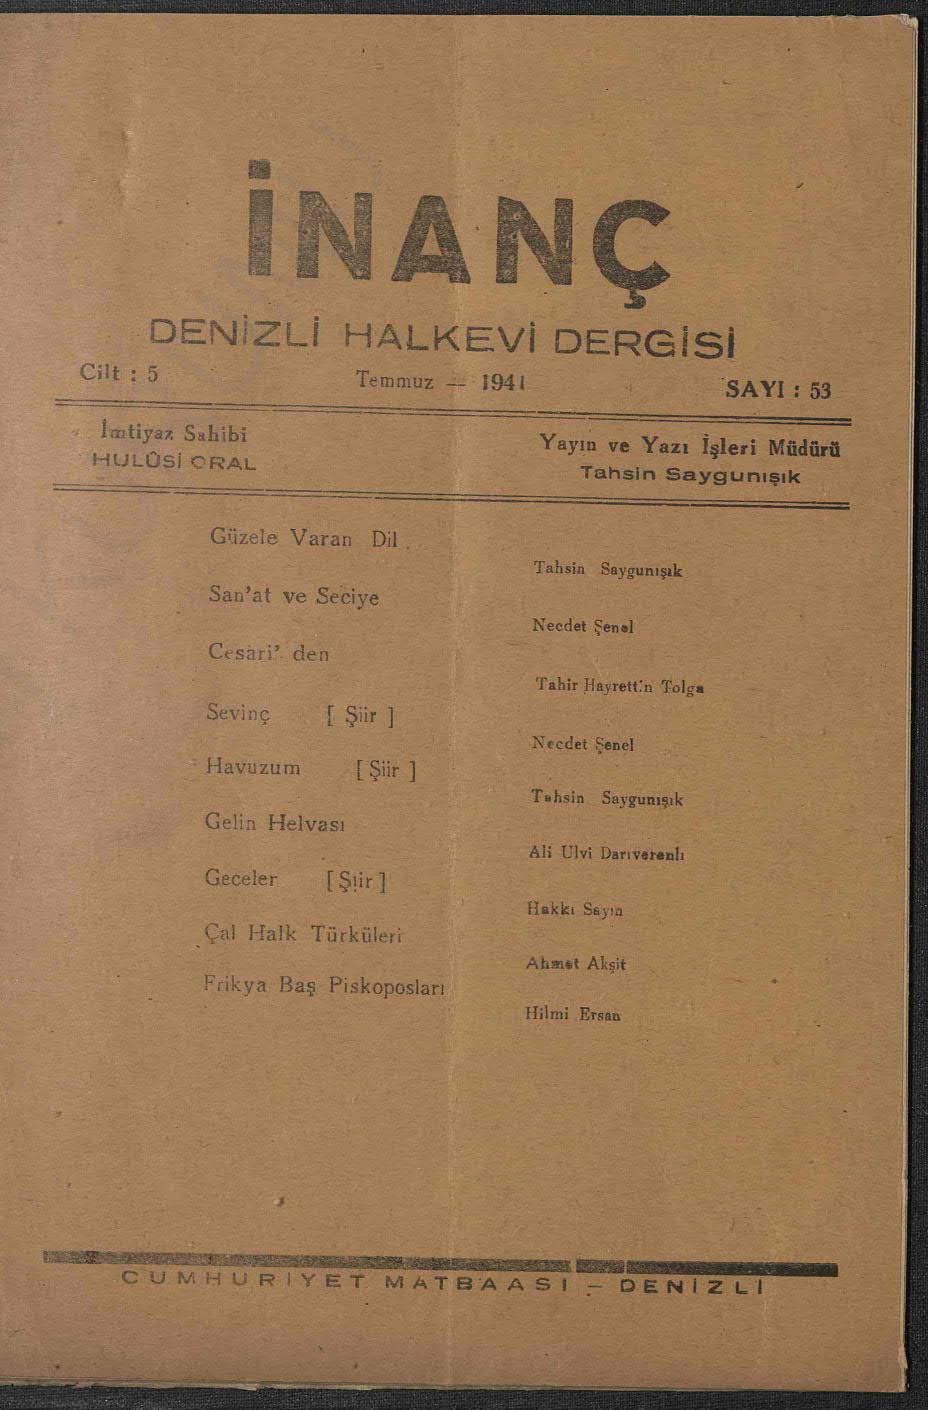 İNANÇ
DENİZLİ HALKEVİ DERGİSİ
Cilt : 5 Temmuz — 1941 SAYI : 53
İmtiyaz Sahibi
HULÛSİ ORAL
Yayın ve Yazı İşleri Müdürü
Tahsin Saygunışık
Güzele Varan Dil
Tahsin Saygunışık
San'at ve Seciye
Necdet Şenel
Cesari' den
Tahir Hayrettin Tolga
Sevinç [ Şiir ]
Necdet Şenel
Havuzum [ Şiir ]
Tahsin Saygunışık
Gelin Helvası
Ali Ulvi Darıverenlı
Geceler [ Şiir ]
Hakkı Sayın
Çal Halk Türküleri
Ahmet Akşit
Frikya Baş Piskoposları
Hilmi Ersan
CUMHURİYET MATBAASI — DENİZLİ